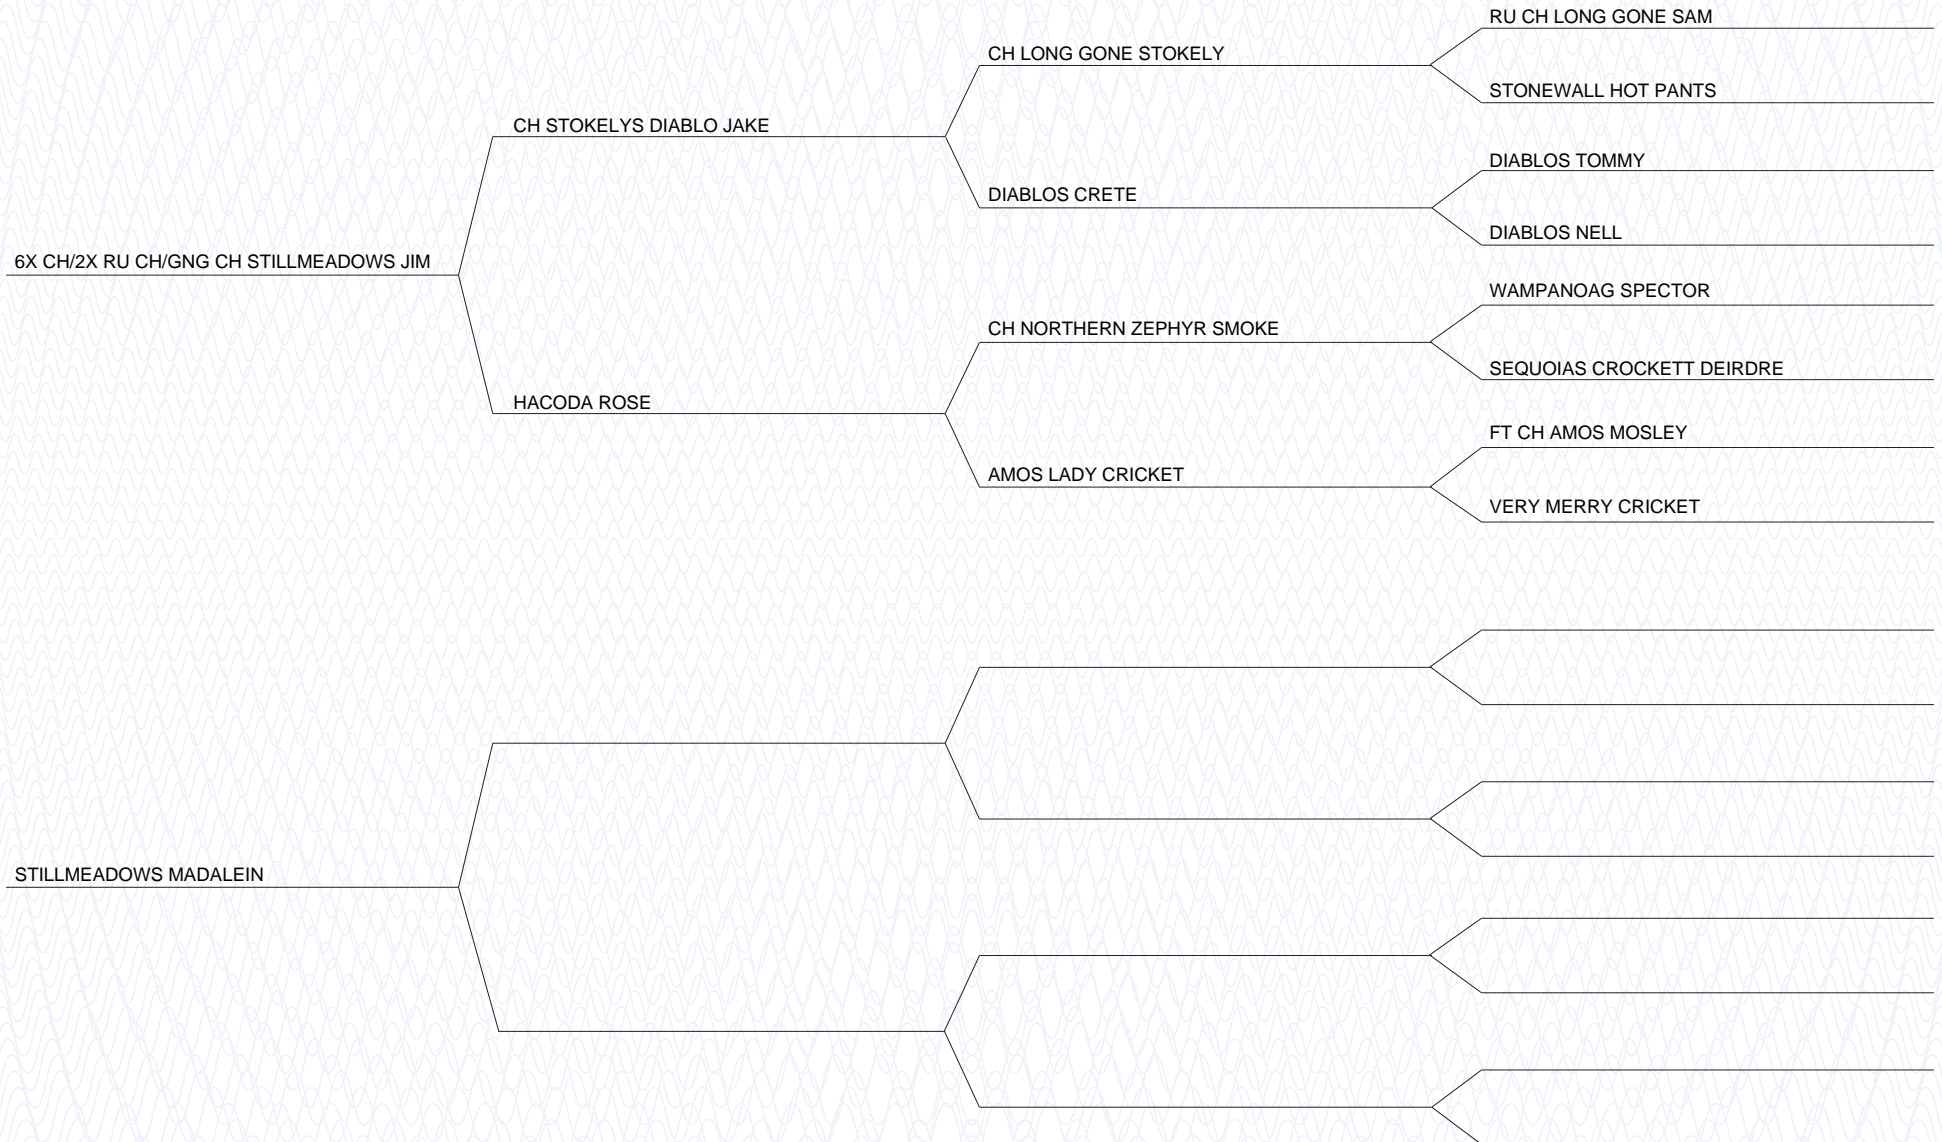 RU CH LONG GONE SAM
CH LONG GONE STOKELY
STONEWALL HOT PANTS
CH STOKELYS DIABLO JAKE
DIABLOS TOMMY
DIABLOS CRETE
DIABLOS NELL
6X CH/2X RU CH/GNG CH STILLMEADOWS JIM
WAMPANOAG SPECTOR
CH NORTHERN ZEPHYR SMOKE
SEQUOIAS CROCKETT DEIRDRE
HACODA ROSE
FT CH AMOS MOSLEY
AMOS LADY CRICKET
VERY MERRY CRICKET
STILLMEADOWS MADALEIN